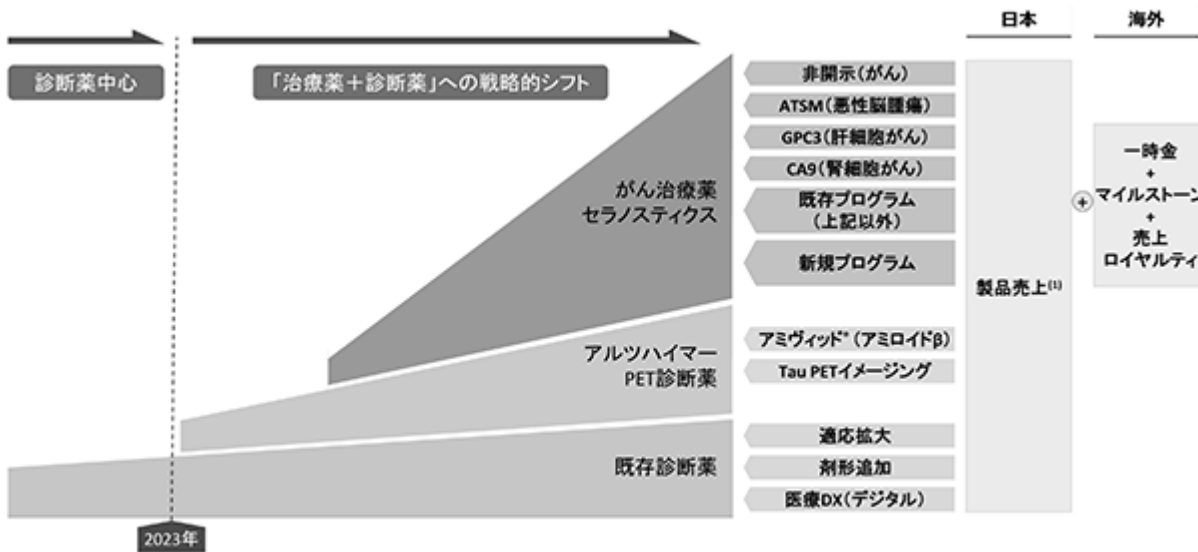 日本
海外
診断薬中心
「治療薬+診断薬」への戦略的シフト
非開示(がん)
ATSM(悪性脳腫瘍)
GPC3(肝細胞がん)
CA9(腎細胞がん)
既存プログラム
(上記以外)
新規プログラム
がん治療薬
セラノスティクス
アミヴィッド®(アミロイドβ)
Tau PETイメージング
アルツハイマー
PET診断薬
適応拡大
剤形追加
医療DX(デジタル)
既存診断薬
製品売上(1)
+
一時金
+
マイルストーン
+
売上
ロイヤルティ
2023年